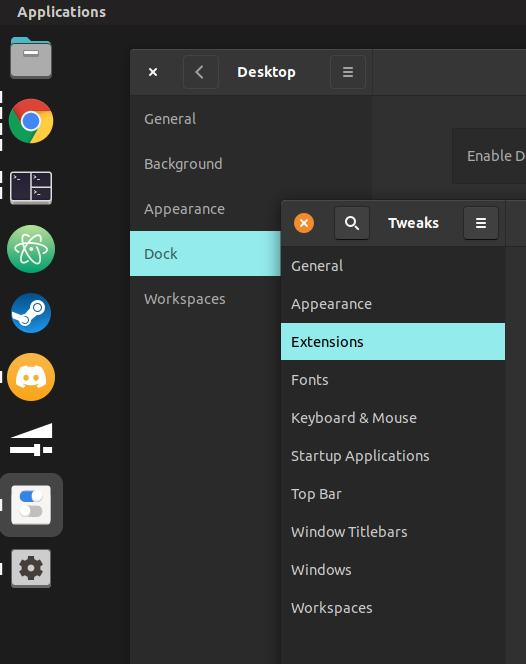 Applications
Desktop
General
Background
Appearance
Dock
Workspaces
Enable D
Tweaks
General
Appearance
Extensions
Fonts
Keyboard & Mouse
Startup Applications
Top Bar
Window Titlebars
Windows
Workspaces